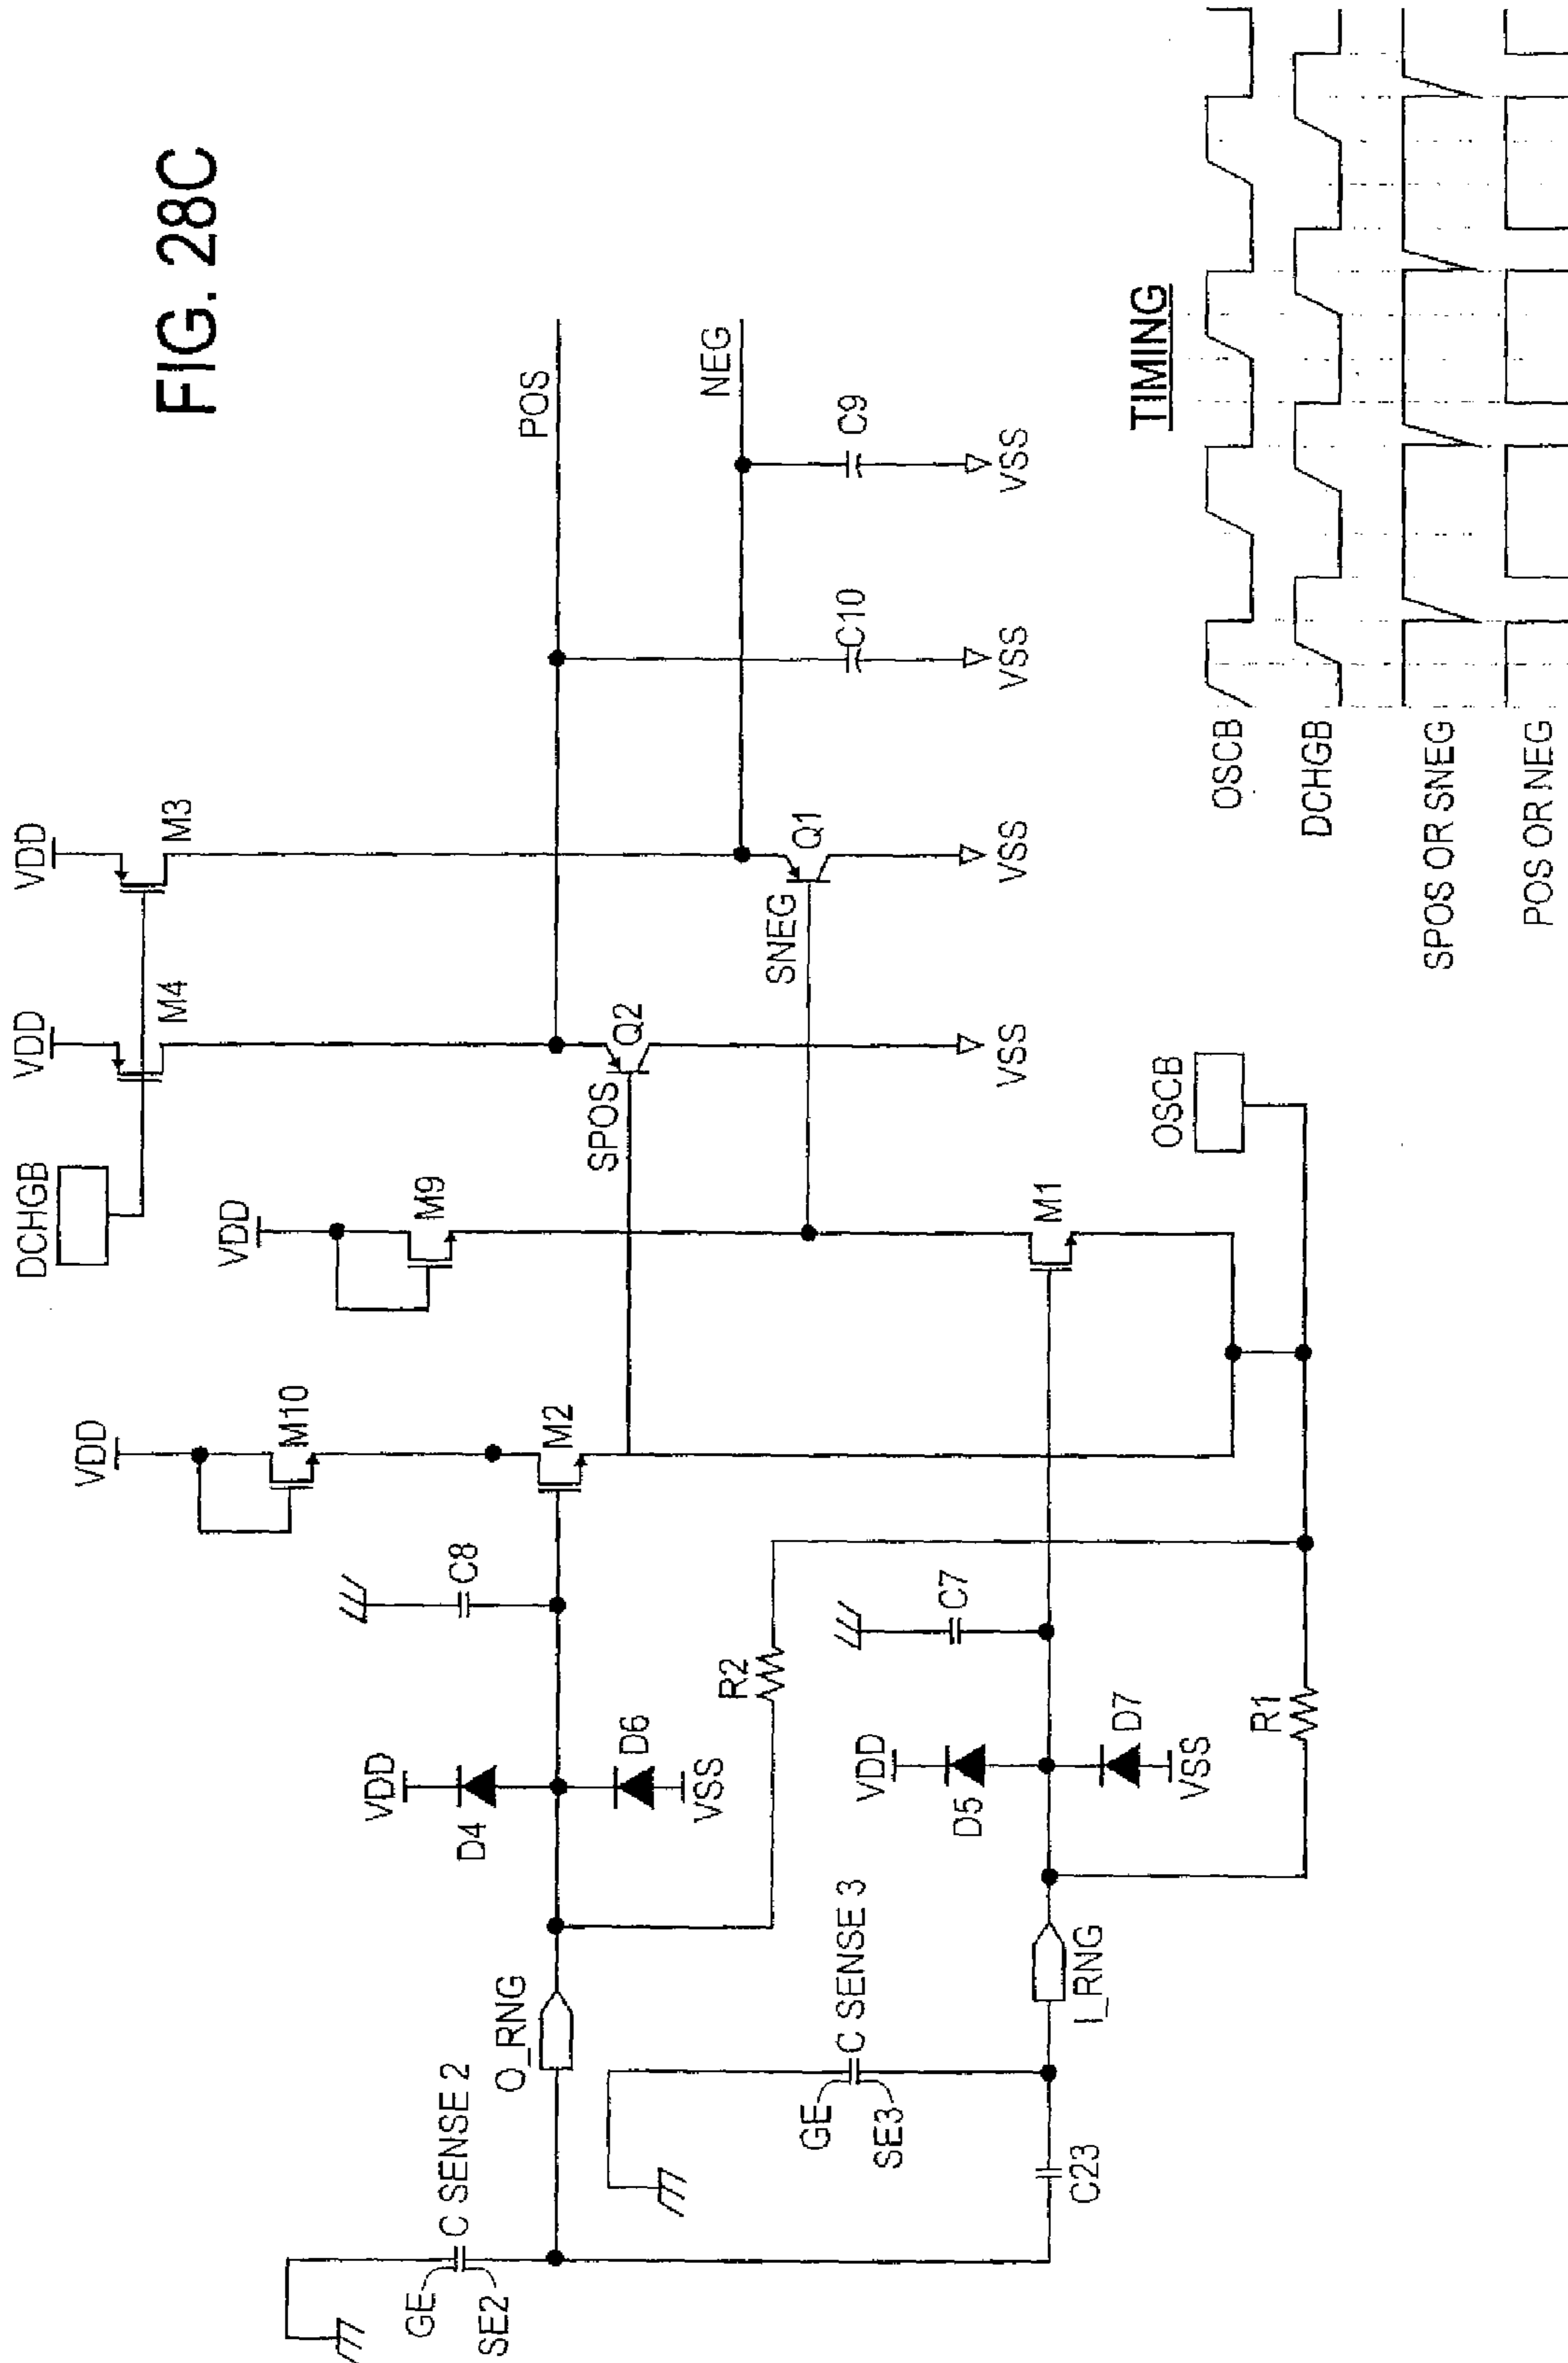 FIG. 28C
VDD
VDD
M3
M4
DCHGB
POS
VDD
M9
SPOS
Q2
NEG
VDD
M10
M2
SNEG
Q1
C10
C9
VSS
VSS
VSS
VSS
C8
VDD
D4
D6
VSS
R2
M1
OSCB
C7
VDD
D5
D7
VSS
R1
O_RNG
C SENSE 2
GE
SE2
C SENSE 3
GE
SE3
I_RNG
C23
TIMING
OSCB
DCHGB
SPOS OR SNEG
POS OR NEG